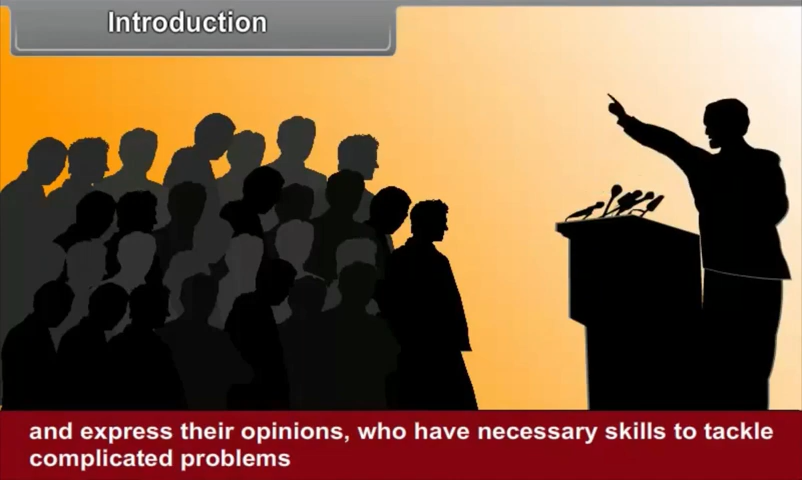 Introduction
and express their opinions, who have necessary skills to tackle
complicated problems